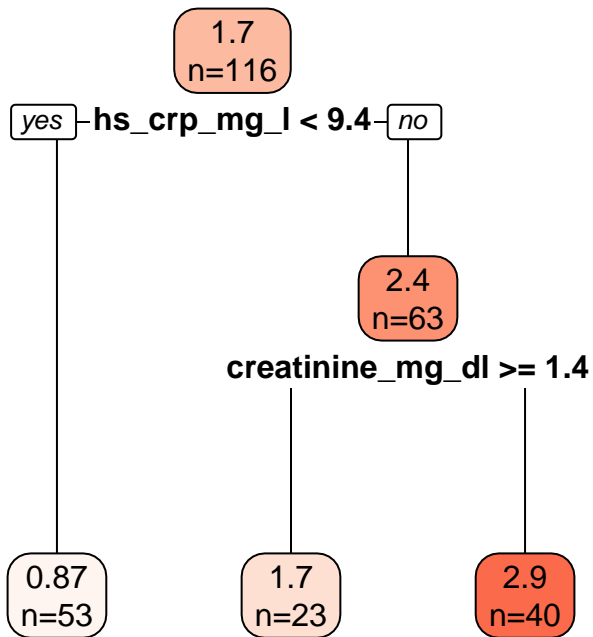 1.7
n=116
yes hs_crp_mg_l < 9.4 no
2.4
n=63
creatinine_mg_dl >= 1.4
0.87
n=53
1.7
n=23
2.9
n=40